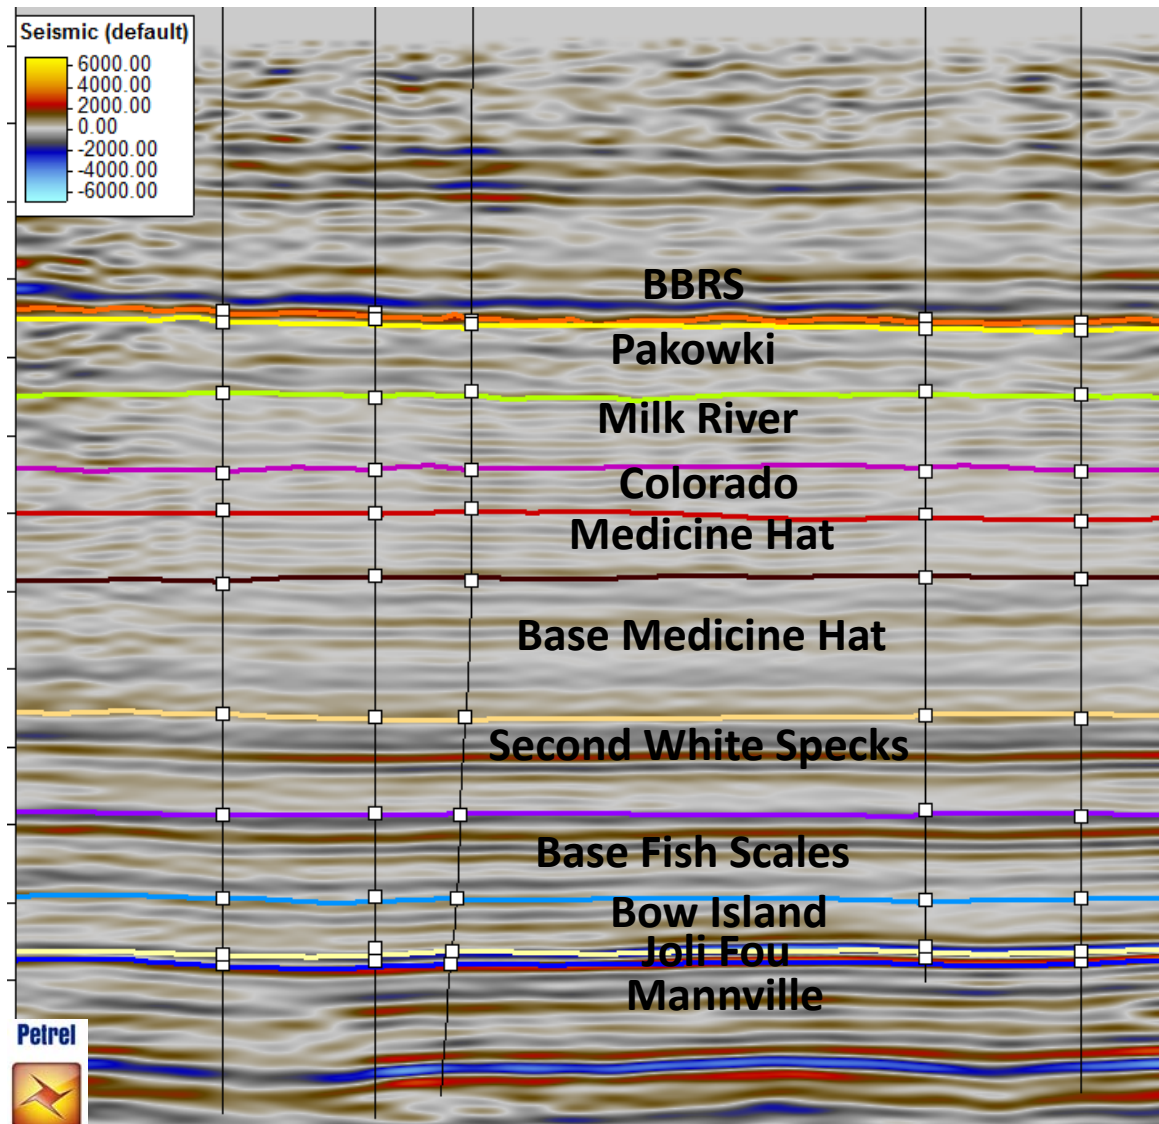 Seismic (default)
6000.00
4000.00
2000.00
0.00
-2000.00
-4000.00
-6000.00
BBRS
Pakowki
Milk River
Colorado
Medicine Hat
Base Medicine Hat
Second White Specks
Base Fish Scales
Bow Island
Joli Fou
Mannville
Petrel